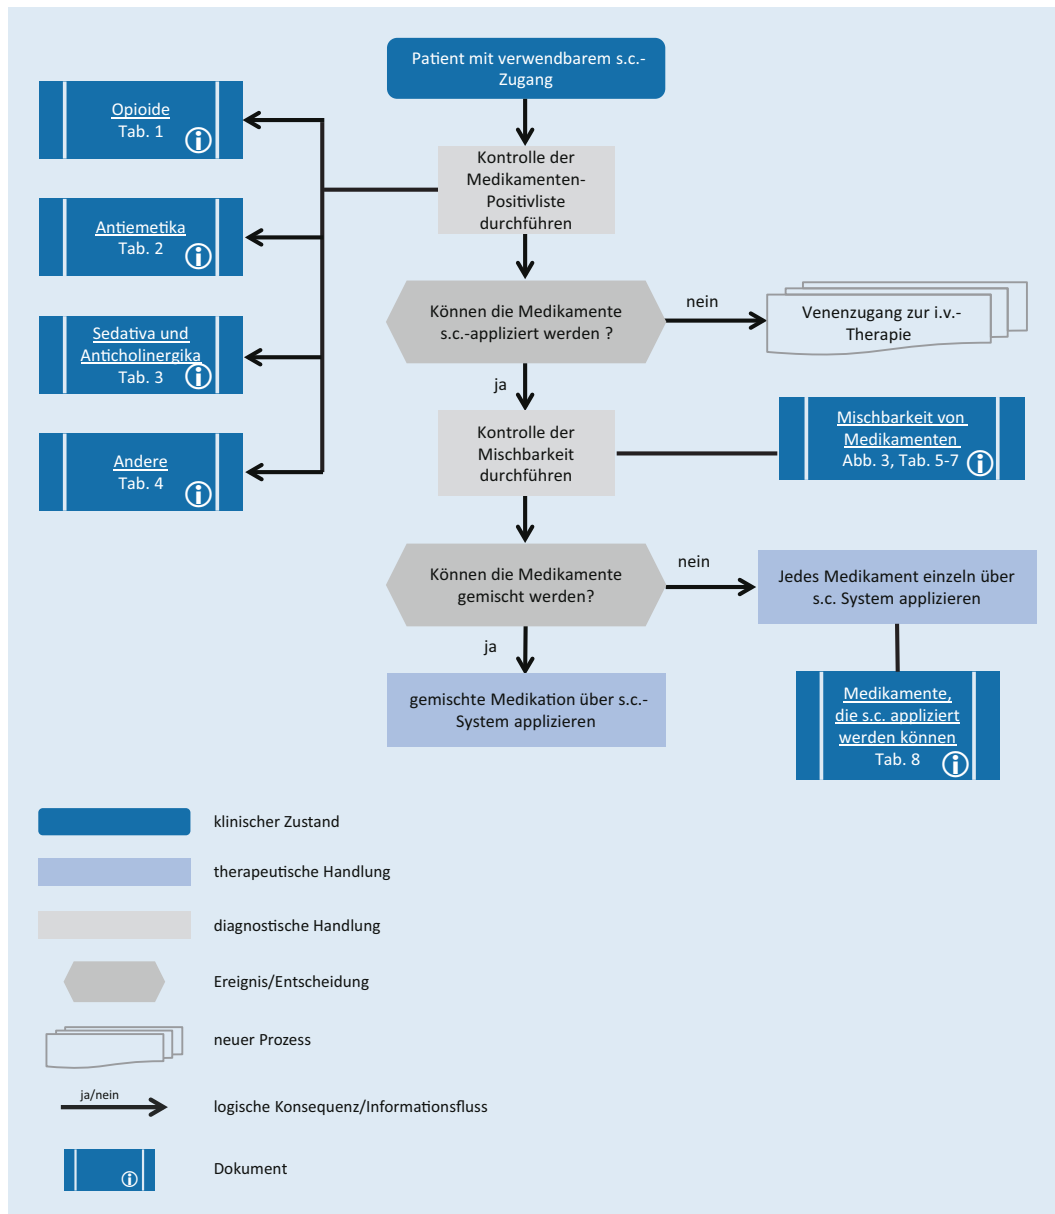 Patient mit verwendbarem s.c.-
Zugang
Opioide
Tab. 1
Kontrolle der
Medikamenten-
Positivliste
durchführen
Antiemetika
Tab. 2
Können die Medikamente
s.c.-appliziert werden ?
nein
Venenzugang zur i.v.-
Therapie
Sedativa und
Anticholinergika
Tab. 3
ja
Kontrolle der
Mischbarkeit
durchführen
Mischbarkeit von
Medikamenten
Abb. 3, Tab. 5-7
Andere
Tab. 4
Können die Medikamente
gemischt werden?
nein
Jedes Medikament einzeln über
s.c. System applizieren
ja
gemischte Medikation über s.c.-
System applizieren
Medikamente,
die s.c. appliziert
werden können
Tab. 8
klinischer Zustand
therapeutische Handlung
diagnostische Handlung
Ereignis/Entscheidung
neuer Prozess
ja/nein
logische Konsequenz/Informationsfluss
Dokument